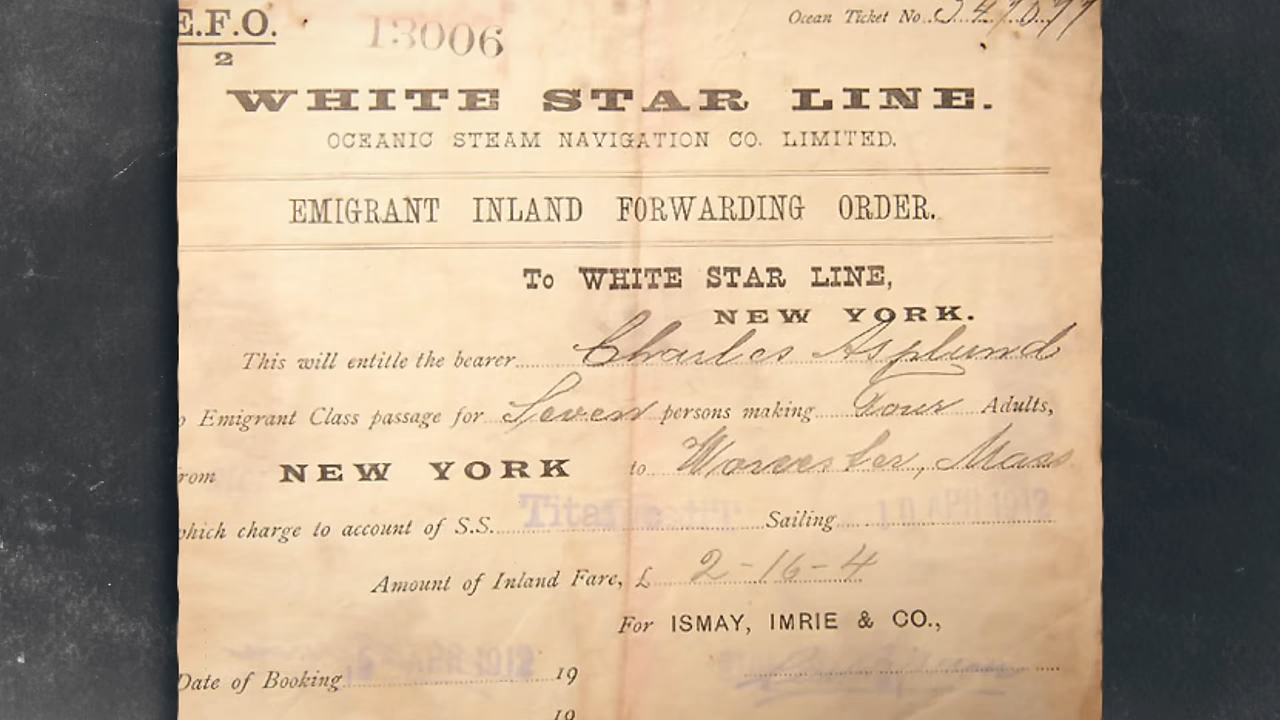 E.F.O. 13006 Ocean Ticket No. 347077
2
WHITE STAR LINE.
OCEANIC STEAM NAVIGATION CO. LIMITED.
EMIGRANT INLAND FORWARDING ORDER.
To WHITE STAR LINE,
NEW YORK.
This will entitle the bearer Charles Asplund
Emigrant Class passage for Seven persons making Four Adults,
NEW YORK to Worcester, Mass
charge to account of S.S. Sailing 10 APR 1912
Amount of Inland Fare, £ 2-16-4
For ISMAY, IMRIE & CO.,
Date of Booking 19
19